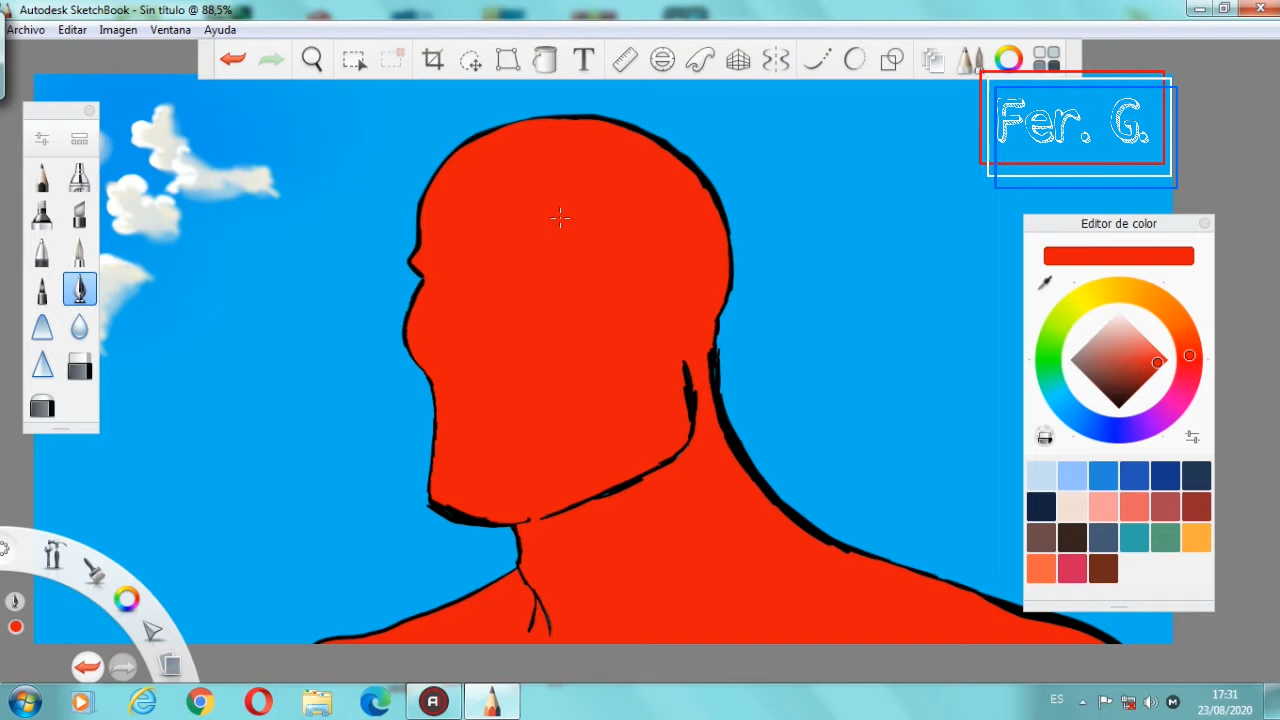 Autodesk SketchBook - Sin título @ 88,5%
Archivo Editar Imagen Ventana Ayuda
T
Fer. G.
Editor de color
A
ES
M
17:31
23/08/2020